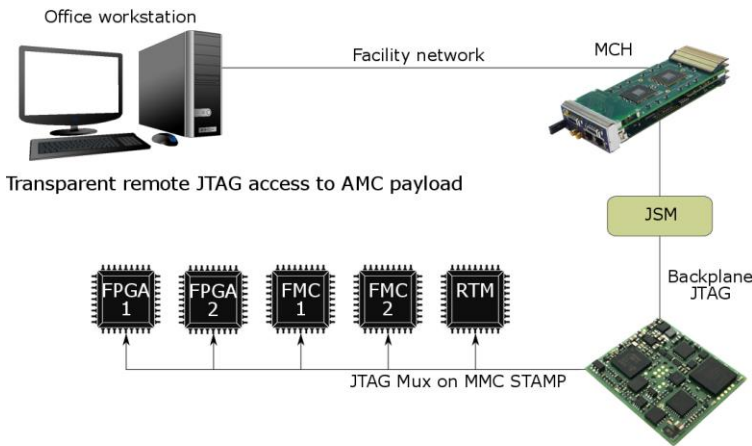 Office workstation
Facility network
MCH
Transparent remote JTAG access to AMC payload
JSM
Backplane
JTAG
FPGA
1
FPGA
2
FMC
1
FMC
2
RTM
JTAG Mux on MMC STAMP